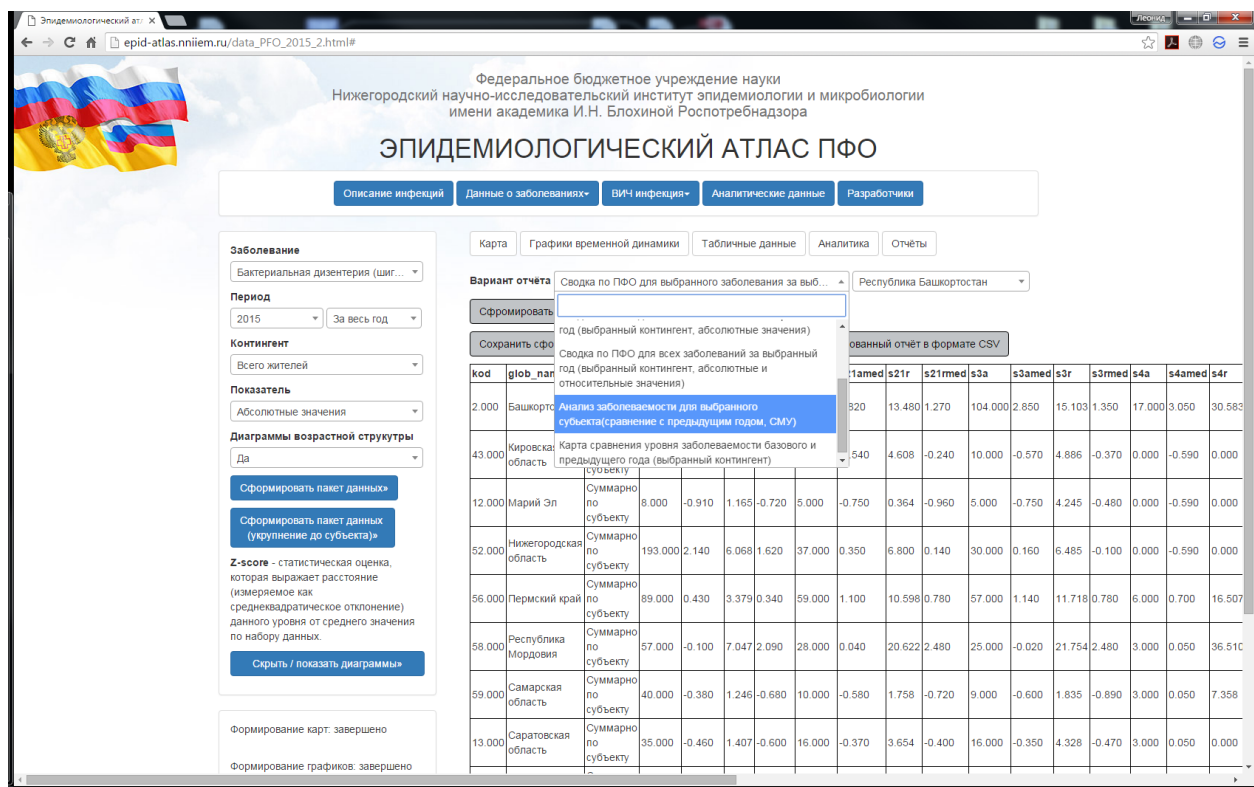 Эпидемиологический ат
Леонид
epid-atlas.nniiem.ru/data_PFO_2015_2.html#
Федеральное бюджетное учреждение науки
Нижегородский научно-исследовательский институт эпидемиологии и микробиологии
имени академика И.Н. Блохиной Роспотребнадзора
ЭПИДЕМИОЛОГИЧЕСКИЙ АТЛАС ПФО
Описание инфекций Данные о заболеваниях ВИЧ инфекция Аналитические данные Разработчики
Заболевание
Бактериальная дизентерия (шиг...
Период
2015 За весь год
Контингент
Всего жителей
Показатель
Абсолютные значения
Диаграммы возрастной струкутры
Да
Сформировать пакет данных»
Сформировать пакет данных
(укрупнение до субъекта)»
Z-score - статистическая оценка,
которая выражает расстояние
(измеряемое как
среднеквадратическое отклонение)
данного уровня от среднего значения
по набору данных.
Скрыть / показать диаграммы»
Формирование карт: завершено
Формирование графиков: завершено
Карта Графики временной динамики Табличные данные Аналитика Отчёты
Вариант отчёта Сводка по ПФО для выбранного заболевания за выб... Республика Башкортостан
Сфромировать
год (выбранный контингент, абсолютные значения)
Сводка по ПФО для всех заболеваний за выбранный
год (выбранный контингент, абсолютные и
относительные значения)
Анализ заболеваемости для выбранного
субъекта(сравнение с предыдущим годом, СМУ)
Карта сравнения уровня заболеваемости базового и
предыдущего года (выбранный контингент)
Сохранить сфо ованный отчёт в формате CSV
kod glob_nam 1amed s21r s21rmed s3a s3amed s3r s3rmed s4a s4amed s4r
2.000 Башкорто 820 13.480 1.270 104.000 2.850 15.103 1.350 17.000 3.050 30.583
43.000 Кировска область субъекту .540 4.608 -0.240 10.000 -0.570 4.886 -0.370 0.000 -0.590 0.000
12.000 Марий Эл Суммарно по субъекту 8.000 -0.910 1.165 -0.720 5.000 -0.750 0.364 -0.960 5.000 -0.750 4.245 -0.480 0.000 -0.590 0.000
52.000 Нижегородская область Суммарно по субъекту 193.000 2.140 6.068 1.620 37.000 0.350 6.800 0.140 30.000 0.160 6.485 -0.100 0.000 -0.590 0.000
56.000 Пермский край Суммарно по субъекту 89.000 0.430 3.379 0.340 59.000 1.100 10.598 0.780 57.000 1.140 11.718 0.780 6.000 0.700 16.507
58.000 Республика Мордовия Суммарно по субъекту 57.000 -0.100 7.047 2.090 28.000 0.040 20.622 2.480 25.000 -0.020 21.754 2.480 3.000 0.050 36.510
59.000 Самарская область Суммарно по субъекту 40.000 -0.380 1.246 -0.680 10.000 -0.580 1.758 -0.720 9.000 -0.600 1.835 -0.890 3.000 0.050 7.358
13.000 Саратовская область Суммарно по субъекту 35.000 -0.460 1.407 -0.600 16.000 -0.370 3.654 -0.400 16.000 -0.350 4.328 -0.470 3.000 0.050 0.000